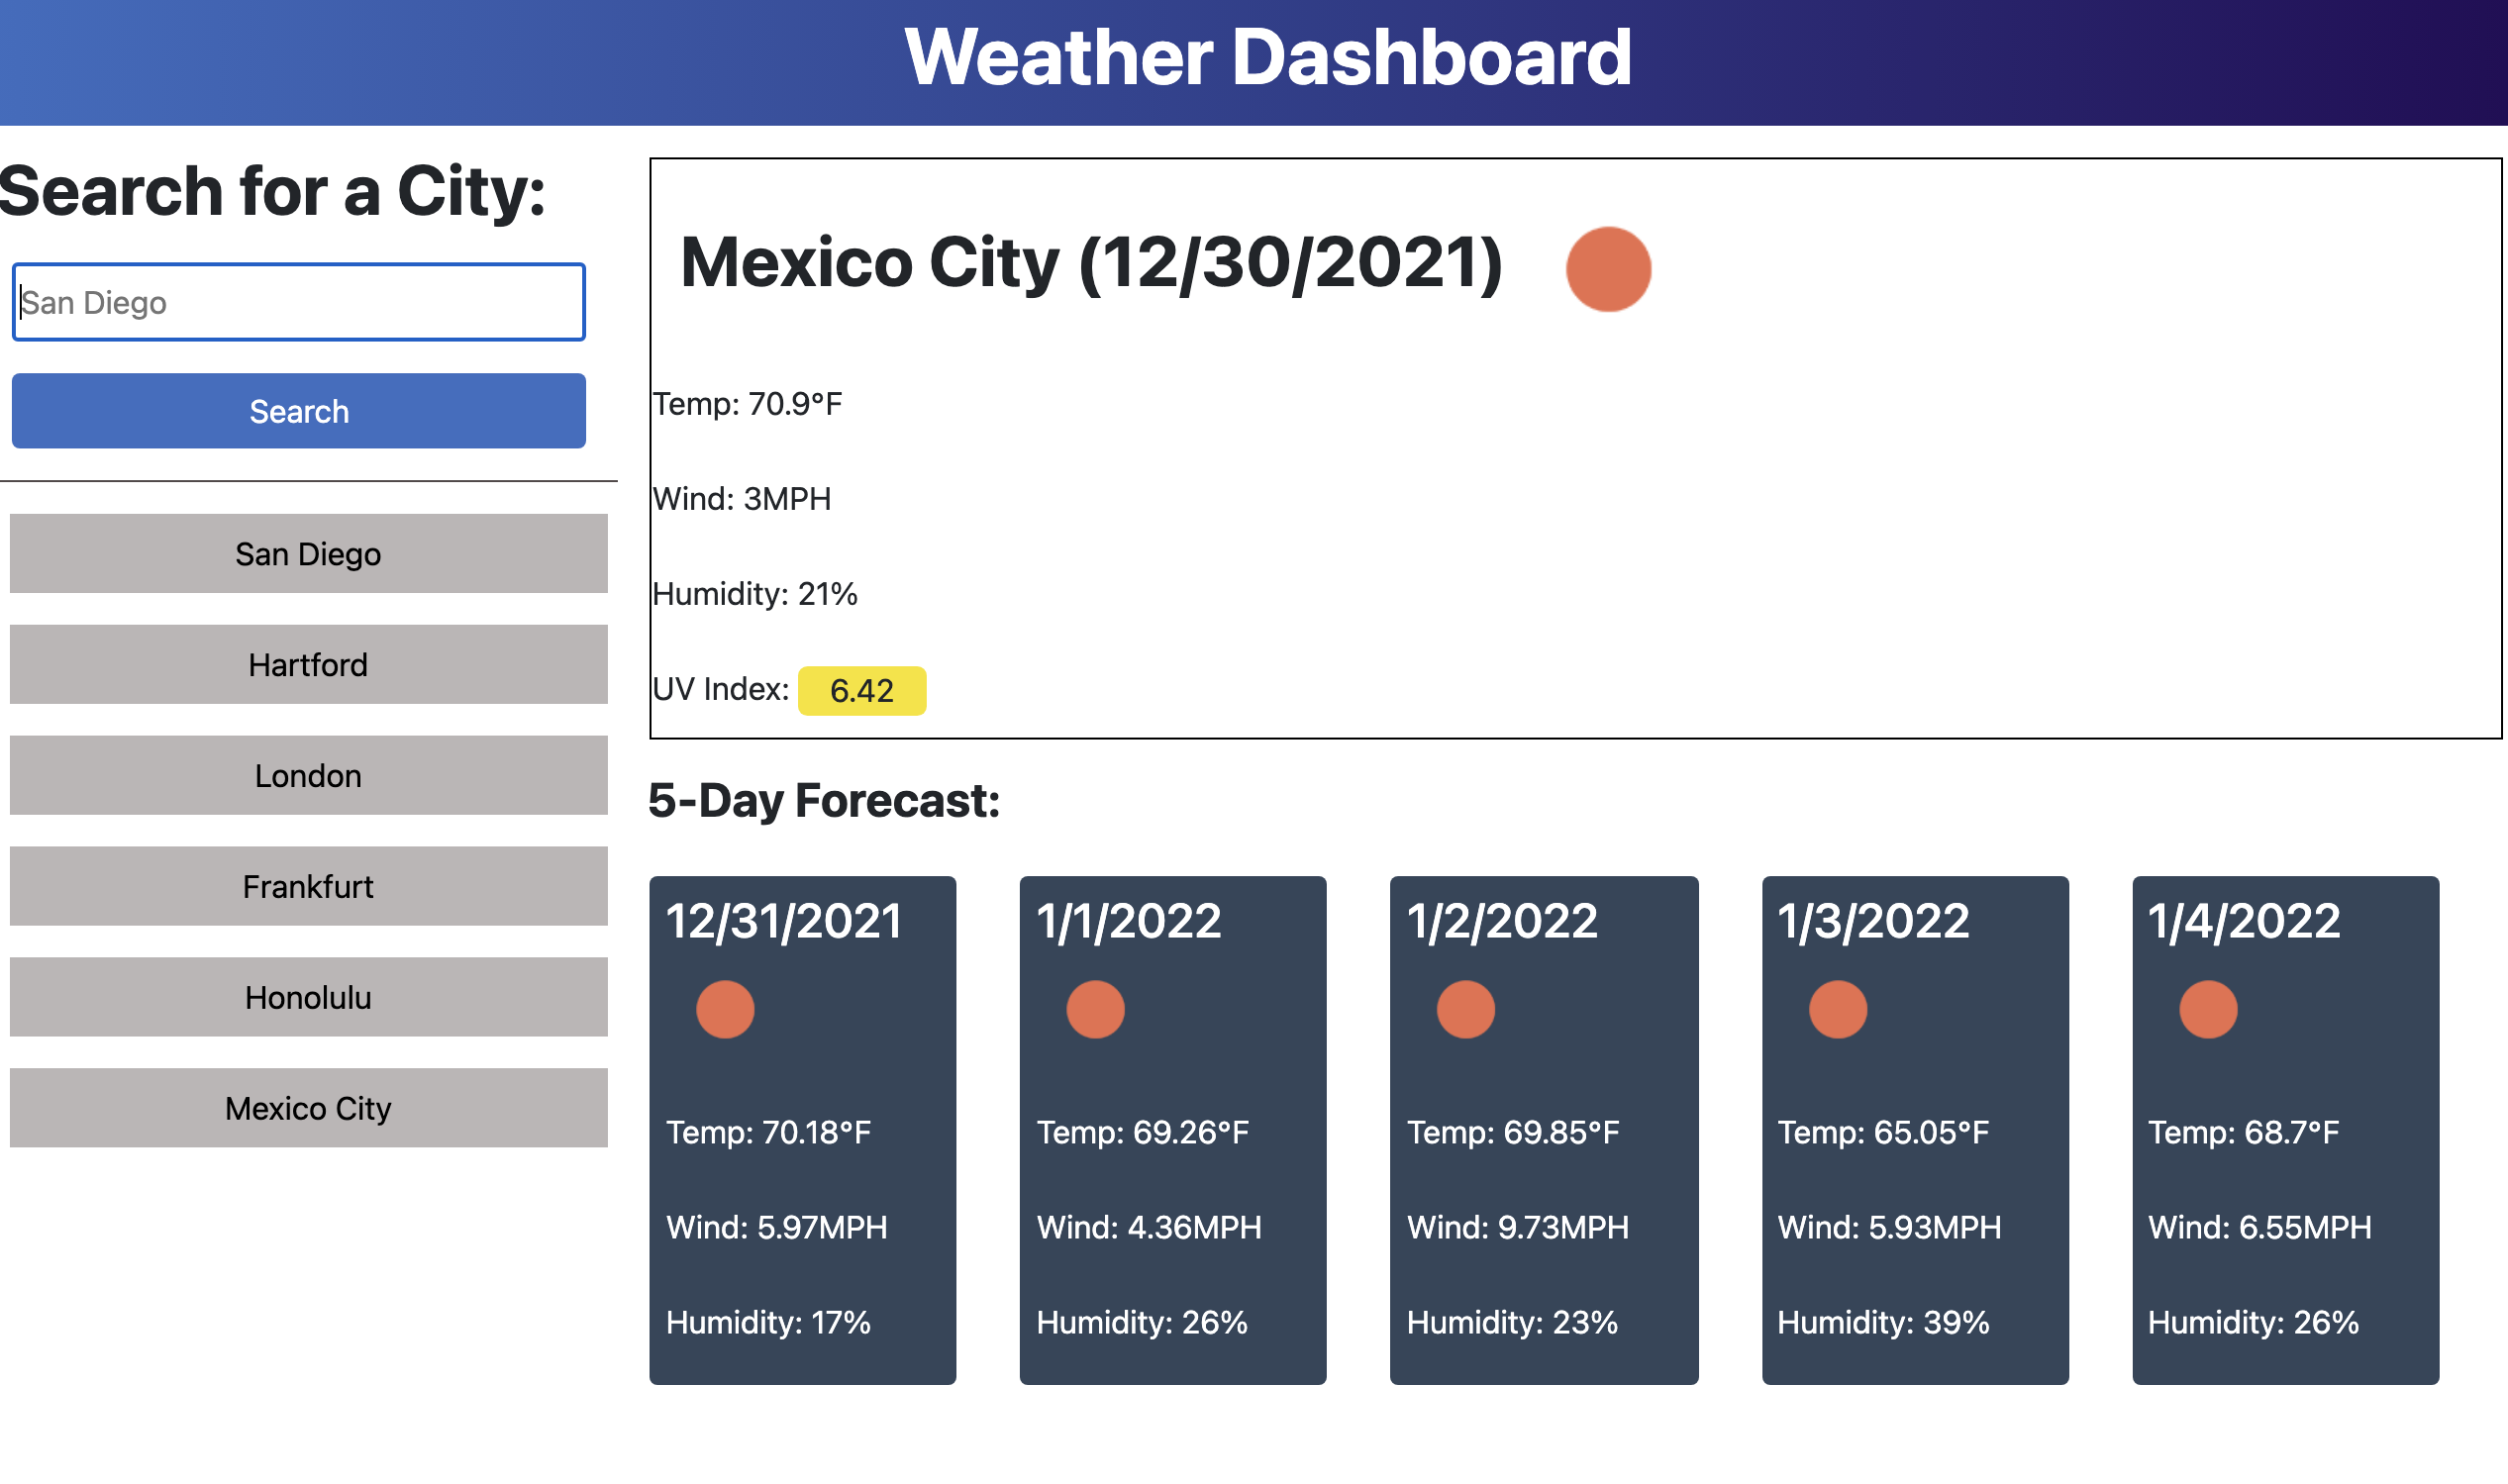 Weather Dashboard
Search for a City:
San Diego
Search
San Diego
Hartford
London
Frankfurt
Honolulu
Mexico City
Mexico City (12/30/2021)
Temp: 70.9°F
Wind: 3MPH
Humidity: 21%
UV Index: 6.42
5-Day Forecast:
12/31/2021
Temp: 70.18°F
Wind: 5.97MPH
Humidity: 17%
1/1/2022
Temp: 69.26°F
Wind: 4.36MPH
Humidity: 26%
1/2/2022
Temp: 69.85°F
Wind: 9.73MPH
Humidity: 23%
1/3/2022
Temp: 65.05°F
Wind: 5.93MPH
Humidity: 39%
1/4/2022
Temp: 68.7°F
Wind: 6.55MPH
Humidity: 26%